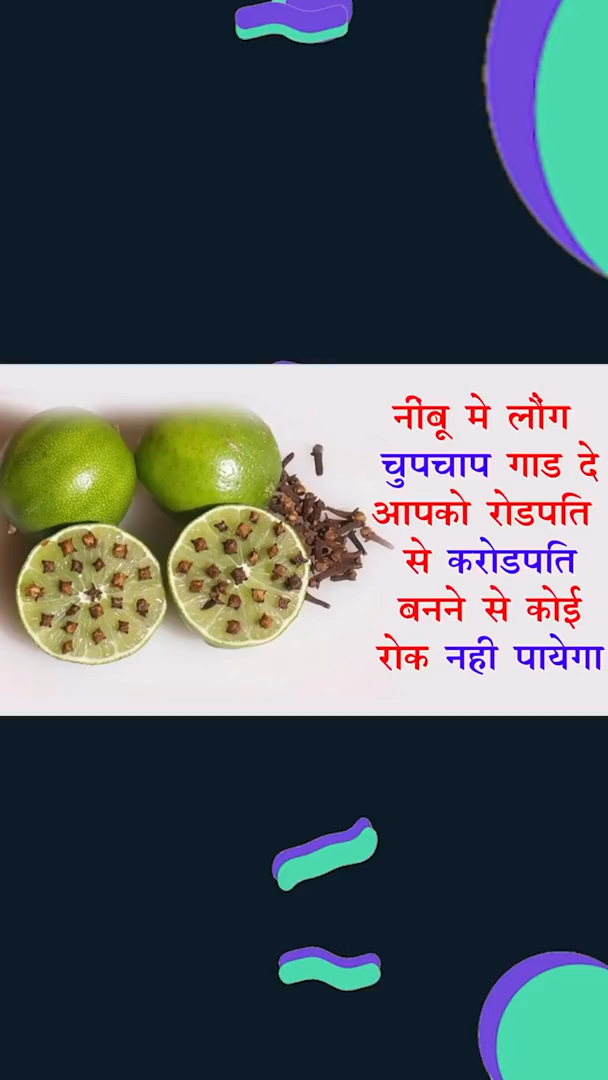 नींबू मे लौंग
चुपचाप गाड दे
आपको रोडपति
से करोडपति
बनने से कोई
रोक नही पायेगा